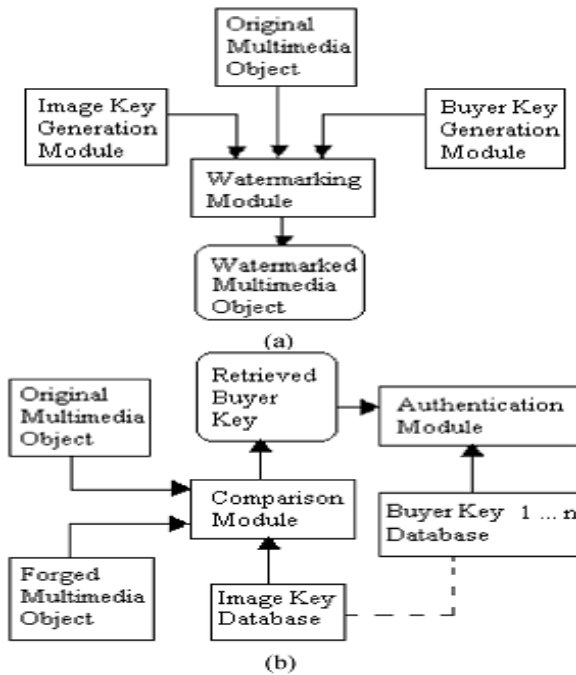 Original
Multimedia
Object
Image Key
Generation
Module
Buyer Key
Generation
Module
Watermarking
Module
Watermarked
Multimedia
Object
(a)
Retrieved
Buyer
Key
Original
Multimedia
Object
Authentication
Module
Comparison
Module
Buyer Key 1 ... n
Database
Forged
Multimedia
Object
Image Key
Database
(b)